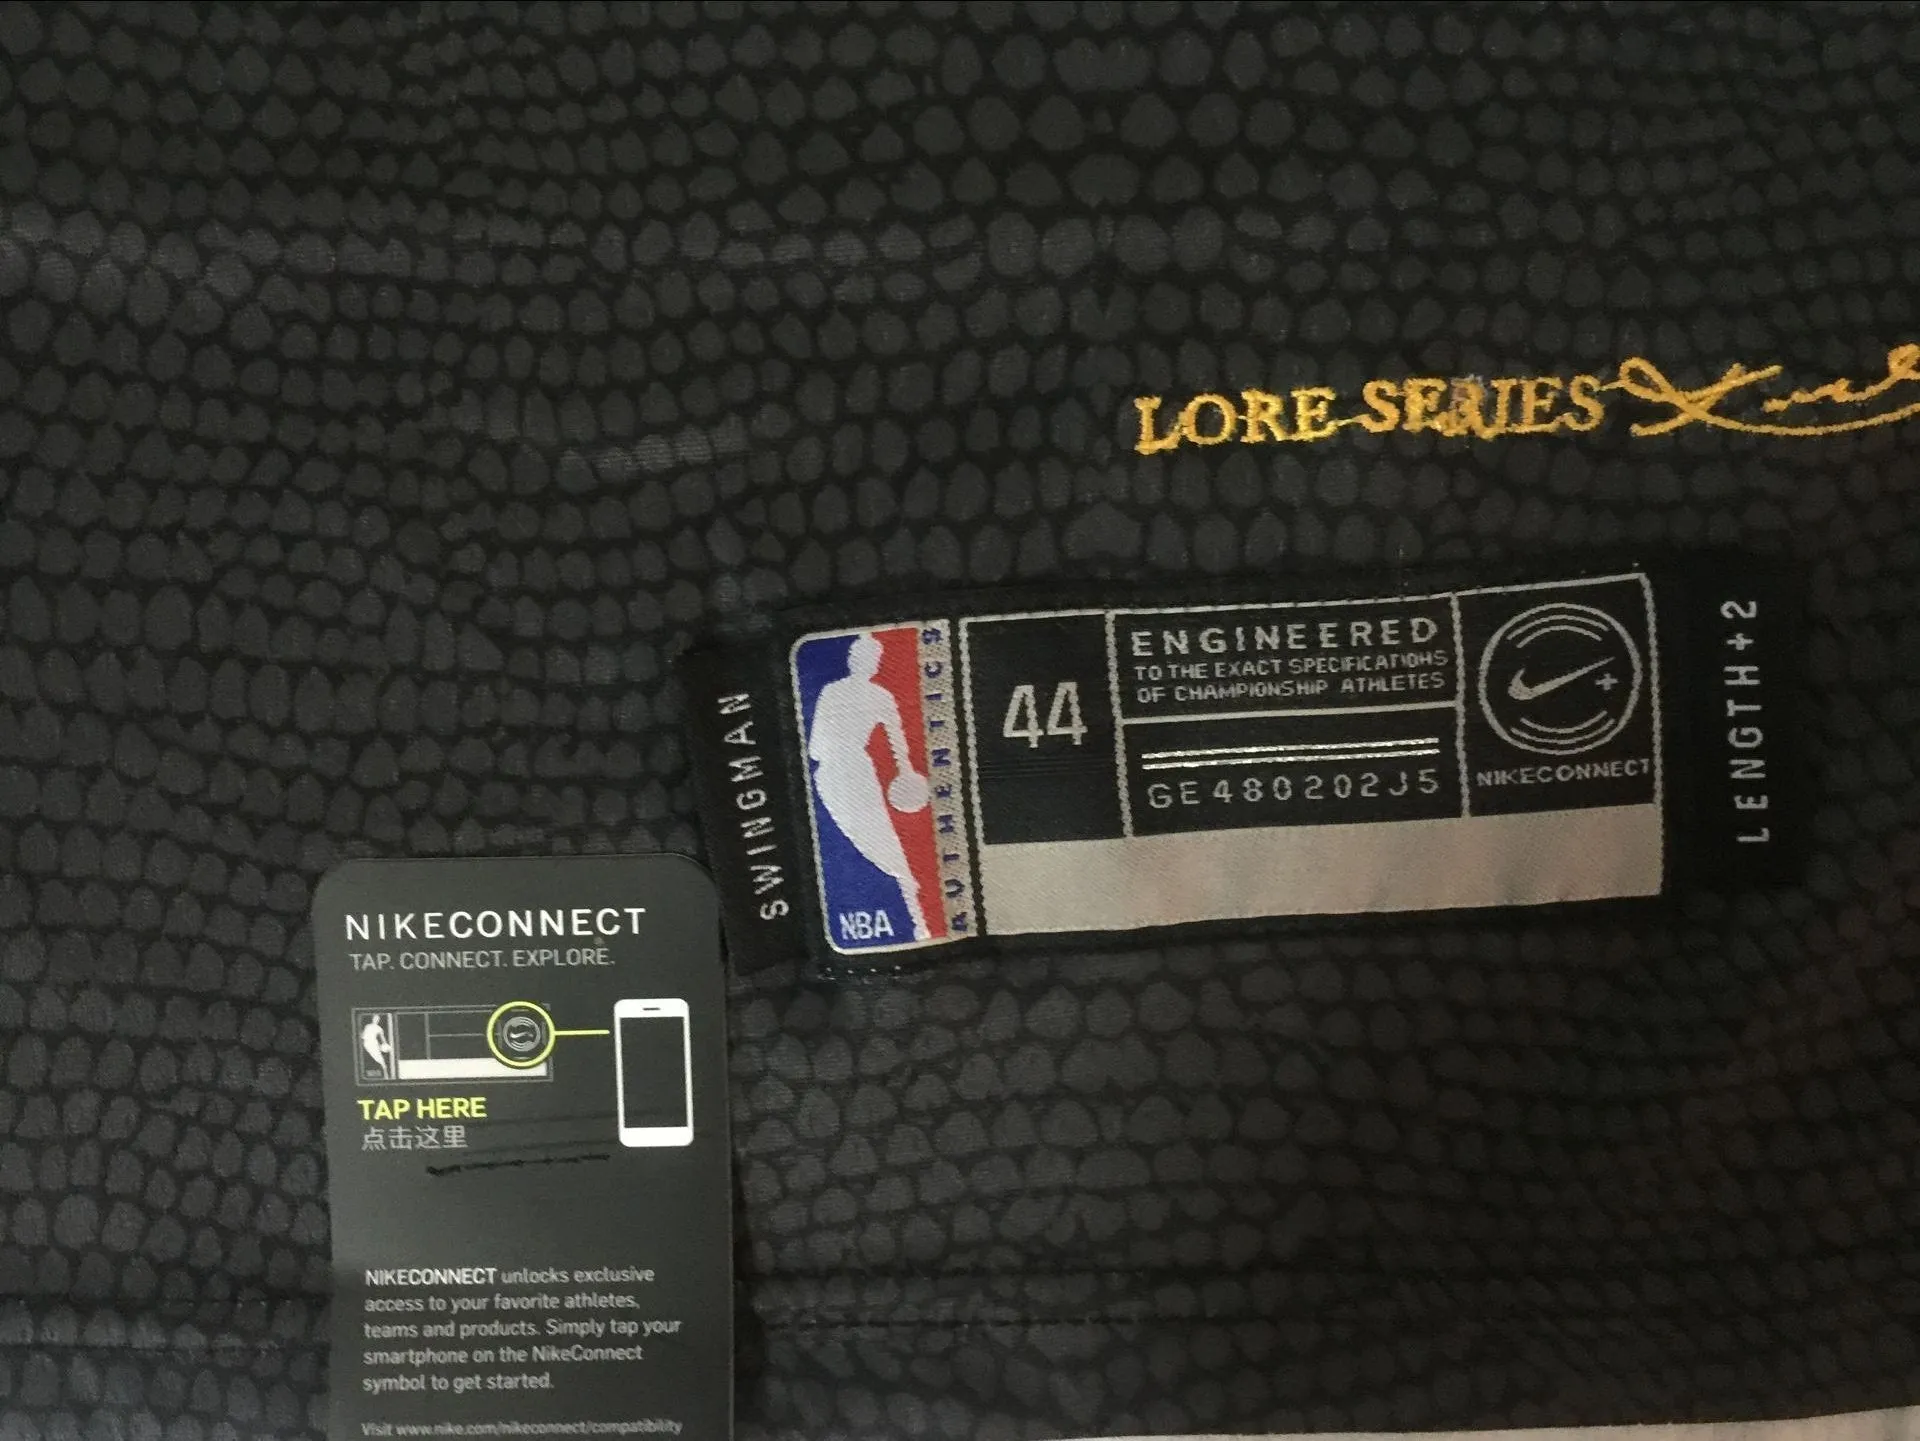 LORE SERIES
SWINGMAN
NBA
AUTHENTICS
44
ENGINEERED
TO THE EXACT SPECIFICATIONS
OF CHAMPIONSHIP ATHLETES
GE480202J5
NIKECONNECT
LENGTH+2
NIKECONNECT
TAP. CONNECT. EXPLORE.
TAP HERE
点击这里
NIKECONNECT unlocks exclusive
access to your favorite athletes,
teams and products. Simply tap your
smartphone on the NikeConnect
symbol to get started.
Visit www.nike.com/nikeconnect/compatibility